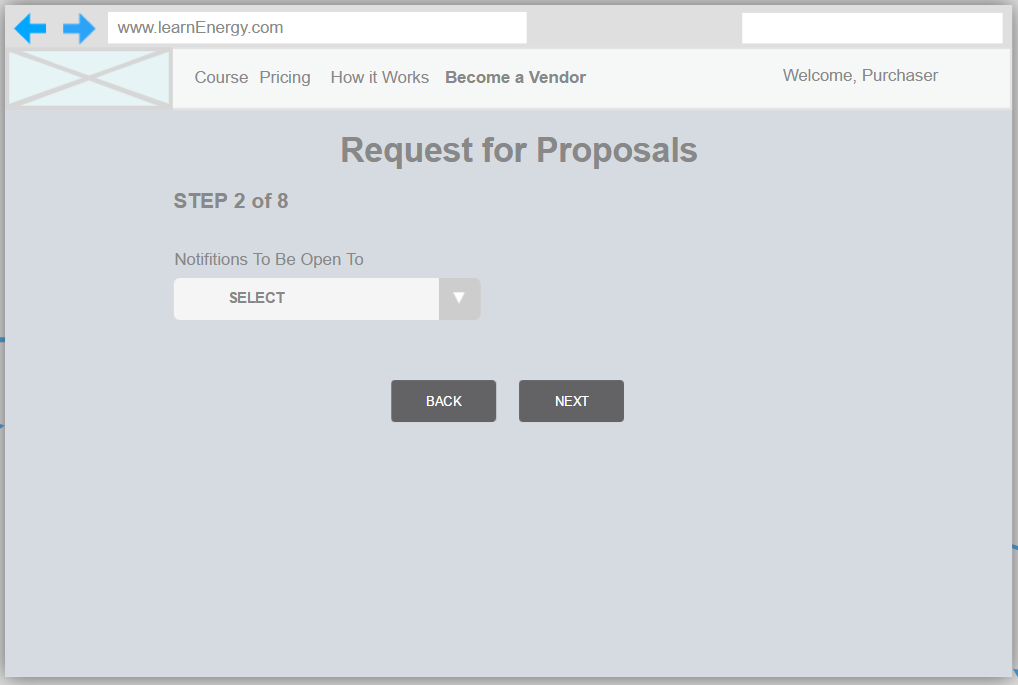 www.learnEnergy.com
Course Pricing How it Works Become a Vendor Welcome, Purchaser
Request for Proposals
STEP 2 of 8
Notifitions To Be Open To
SELECT ▼
BACK NEXT